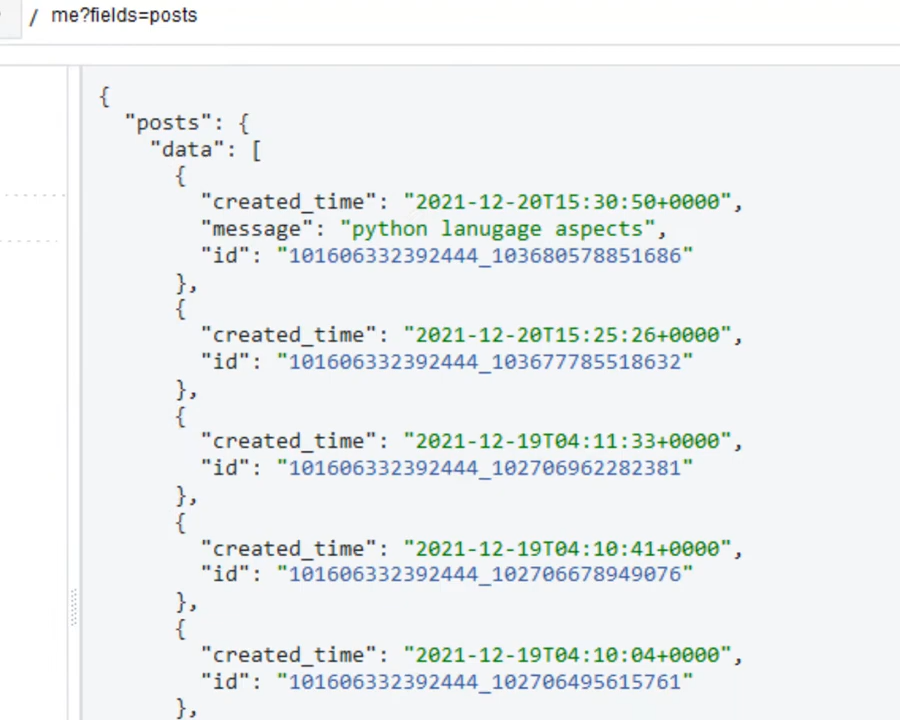 / me?fields=posts
{
"posts": {
"data": [
{
"created_time": "2021-12-20T15:30:50+0000",
"message": "python lanugage aspects",
"id": "101606332392444_103680578851686"
},
{
"created_time": "2021-12-20T15:25:26+0000",
"id": "101606332392444_103677785518632"
},
{
"created_time": "2021-12-19T04:11:33+0000",
"id": "101606332392444_102706962282381"
},
{
"created_time": "2021-12-19T04:10:41+0000",
"id": "101606332392444_102706678949076"
},
{
"created_time": "2021-12-19T04:10:04+0000",
"id": "101606332392444_102706495615761"
},